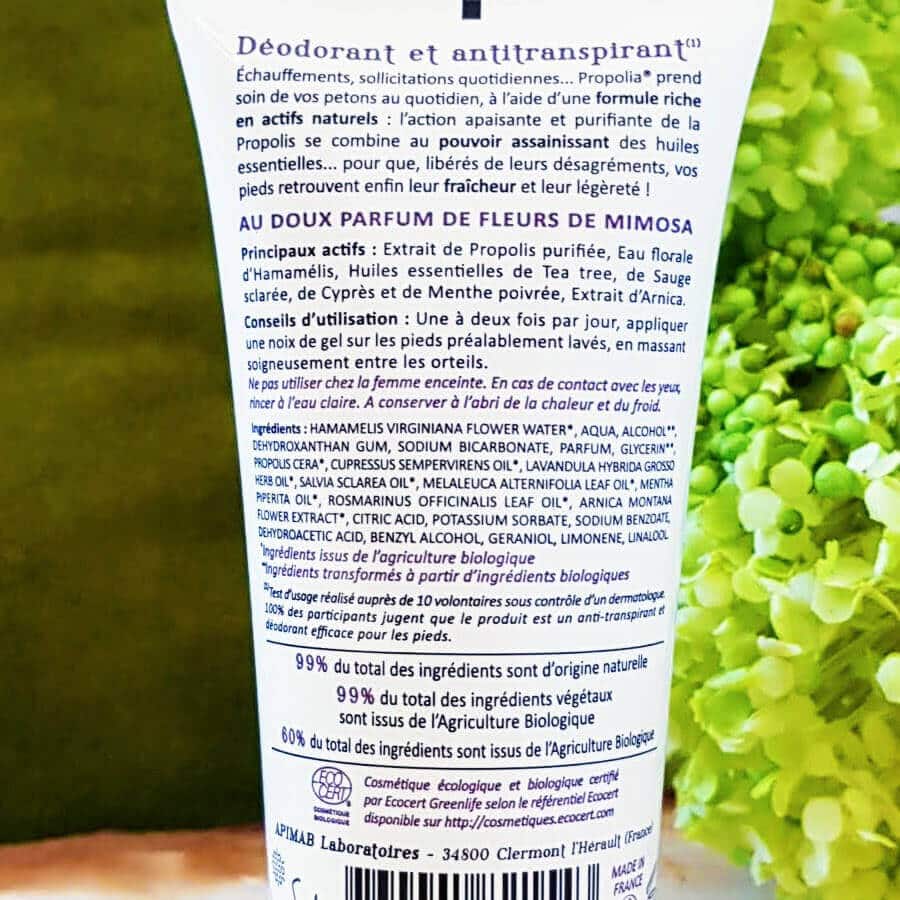 Déodorant et antitranspirant(1)
Échauffements, sollicitations quotidiennes... Propolia® prend
soin de vos petons au quotidien, à l'aide d'une formule riche
en actifs naturels : l'action apaisante et purifiante de la
Propolis se combine au pouvoir assainissant des huiles
essentielles... pour que, libérés de leurs désagréments, vos
pieds retrouvent enfin leur fraîcheur et leur légèreté !
AU DOUX PARFUM DE FLEURS DE MIMOSA
Principaux actifs : Extrait de Propolis purifiée, Eau florale
d'Hamamélis, Huiles essentielles de Tea tree, de Sauge
sclarée, de Cyprès et de Menthe poivrée, Extrait d'Arnica.
Conseils d'utilisation : Une à deux fois par jour, appliquer
une noix de gel sur les pieds préalablement lavés, en massant
soigneusement entre les orteils.
Ne pas utiliser chez la femme enceinte. En cas de contact avec les yeux,
rincer à l'eau claire. A conserver à l'abri de la chaleur et du froid.
Ingrédients : HAMAMELIS VIRGINIANA FLOWER WATER*, AQUA, ALCOHOL**,
DEHYDROXANTHAN GUM, SODIUM BICARBONATE, PARFUM, GLYCERIN**,
PROPOLIS CERA*, CUPRESSUS SEMPERVIRENS OIL*, LAVANDULA HYBRIDA GROSSO
HERB OIL*, SALVIA SCLAREA OIL*, MELALEUCA ALTERNIFOLIA LEAF OIL*, MENTHA
PIPERITA OIL*, ROSMARINUS OFFICINALIS LEAF OIL*, ARNICA MONTANA
FLOWER EXTRACT*, CITRIC ACID, POTASSIUM SORBATE, SODIUM BENZOATE,
DEHYDROACETIC ACID, BENZYL ALCOHOL, GERANIOL, LIMONENE, LINALOOL
*Ingrédients issus de l'agriculture biologique
**Ingrédients transformés à partir d'ingrédients biologiques
(1)Test d'usage réalisé auprès de 10 volontaires sous contrôle d'un dermatologue.
100% des participants jugent que le produit est un anti-transpirant et
déodorant efficace pour les pieds.
99% du total des ingrédients sont d'origine naturelle
99% du total des ingrédients végétaux
sont issus de l'Agriculture Biologique
60% du total des ingrédients sont issus de l'Agriculture Biologique
ECO
CERT
COSMÉTIQUE
BIOLOGIQUE
Cosmétique écologique et biologique certifié
par Ecocert Greenlife selon le référentiel Ecocert
disponible sur http://cosmetiques.ecocert.com
APIMAB Laboratoires - 34800 Clermont l'Hérault (France)
MADE IN
FRANCE